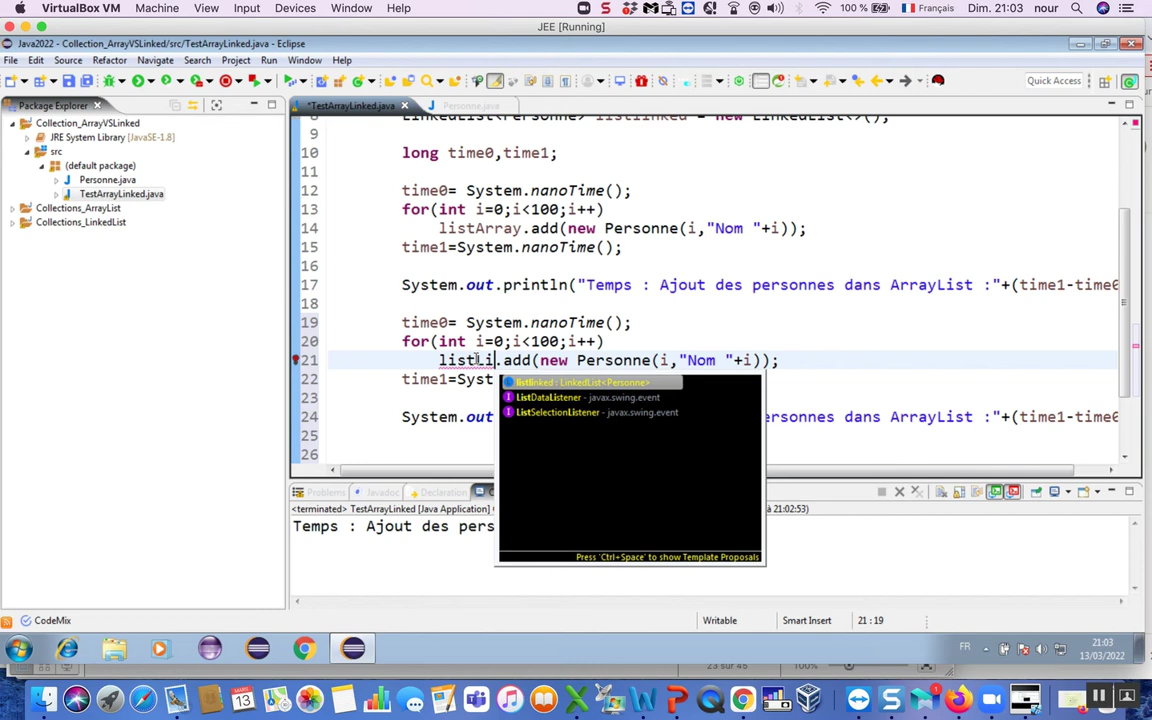 VirtualBox VM Machine View Input Devices Window Help 100 % Français Dim. 21:03 nour
JEE [Running]
Java2022 - Collection_ArrayVSLinked/src/TestArrayLinked.java - Eclipse
File Edit Source Refactor Navigate Search Project Run Window Help
Quick Access
Package Explorer
*TestArrayLinked.java Personne.java
Collection_ArrayVSLinked
JRE System Library [JavaSE-1.8]
src
(default package)
Personne.java
TestArrayLinked.java
Collections_ArrayList
Collections_LinkedList
8 LinkedList<Personne> listlinked = new LinkedList<>();
9
10 long time0,time1;
11
12 time0= System.nanoTime();
13 for(int i=0;i<100;i++)
14 listArray.add(new Personne(i,"Nom "+i));
15 time1=System.nanoTime();
16
17 System.out.println("Temps : Ajout des personnes dans ArrayList :"+(time1-time0
18
19 time0= System.nanoTime();
20 for(int i=0;i<100;i++)
21 listLi.add(new Personne(i,"Nom "+i));
22 time1=Syst
23
24 System.out personnes dans ArrayList :"+(time1-time0
25
26
listlinked : LinkedList<Personne>
ListDataListener - javax.swing.event
ListSelectionListener - javax.swing.event
Press 'Ctrl+Space' to show Template Proposals
Problems Javadoc Declaration
<terminated> TestArrayLinked [Java Application] à 21:02:53)
Temps : Ajout des pers
CodeMix Writable Smart Insert 21 : 19
FR 21:03
13/03/2022
23 sur 45 100%
MARS
13